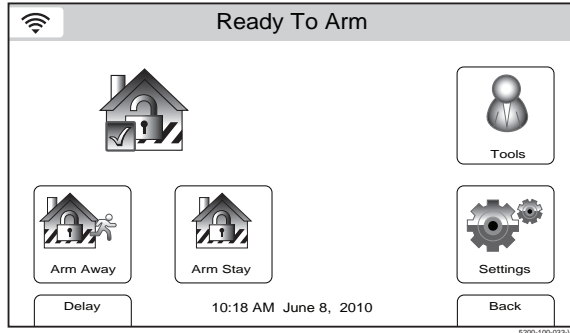 Ready To Arm
Tools
Arm Away
Arm Stay
Settings
Delay
10:18 AM June 8, 2010
Back